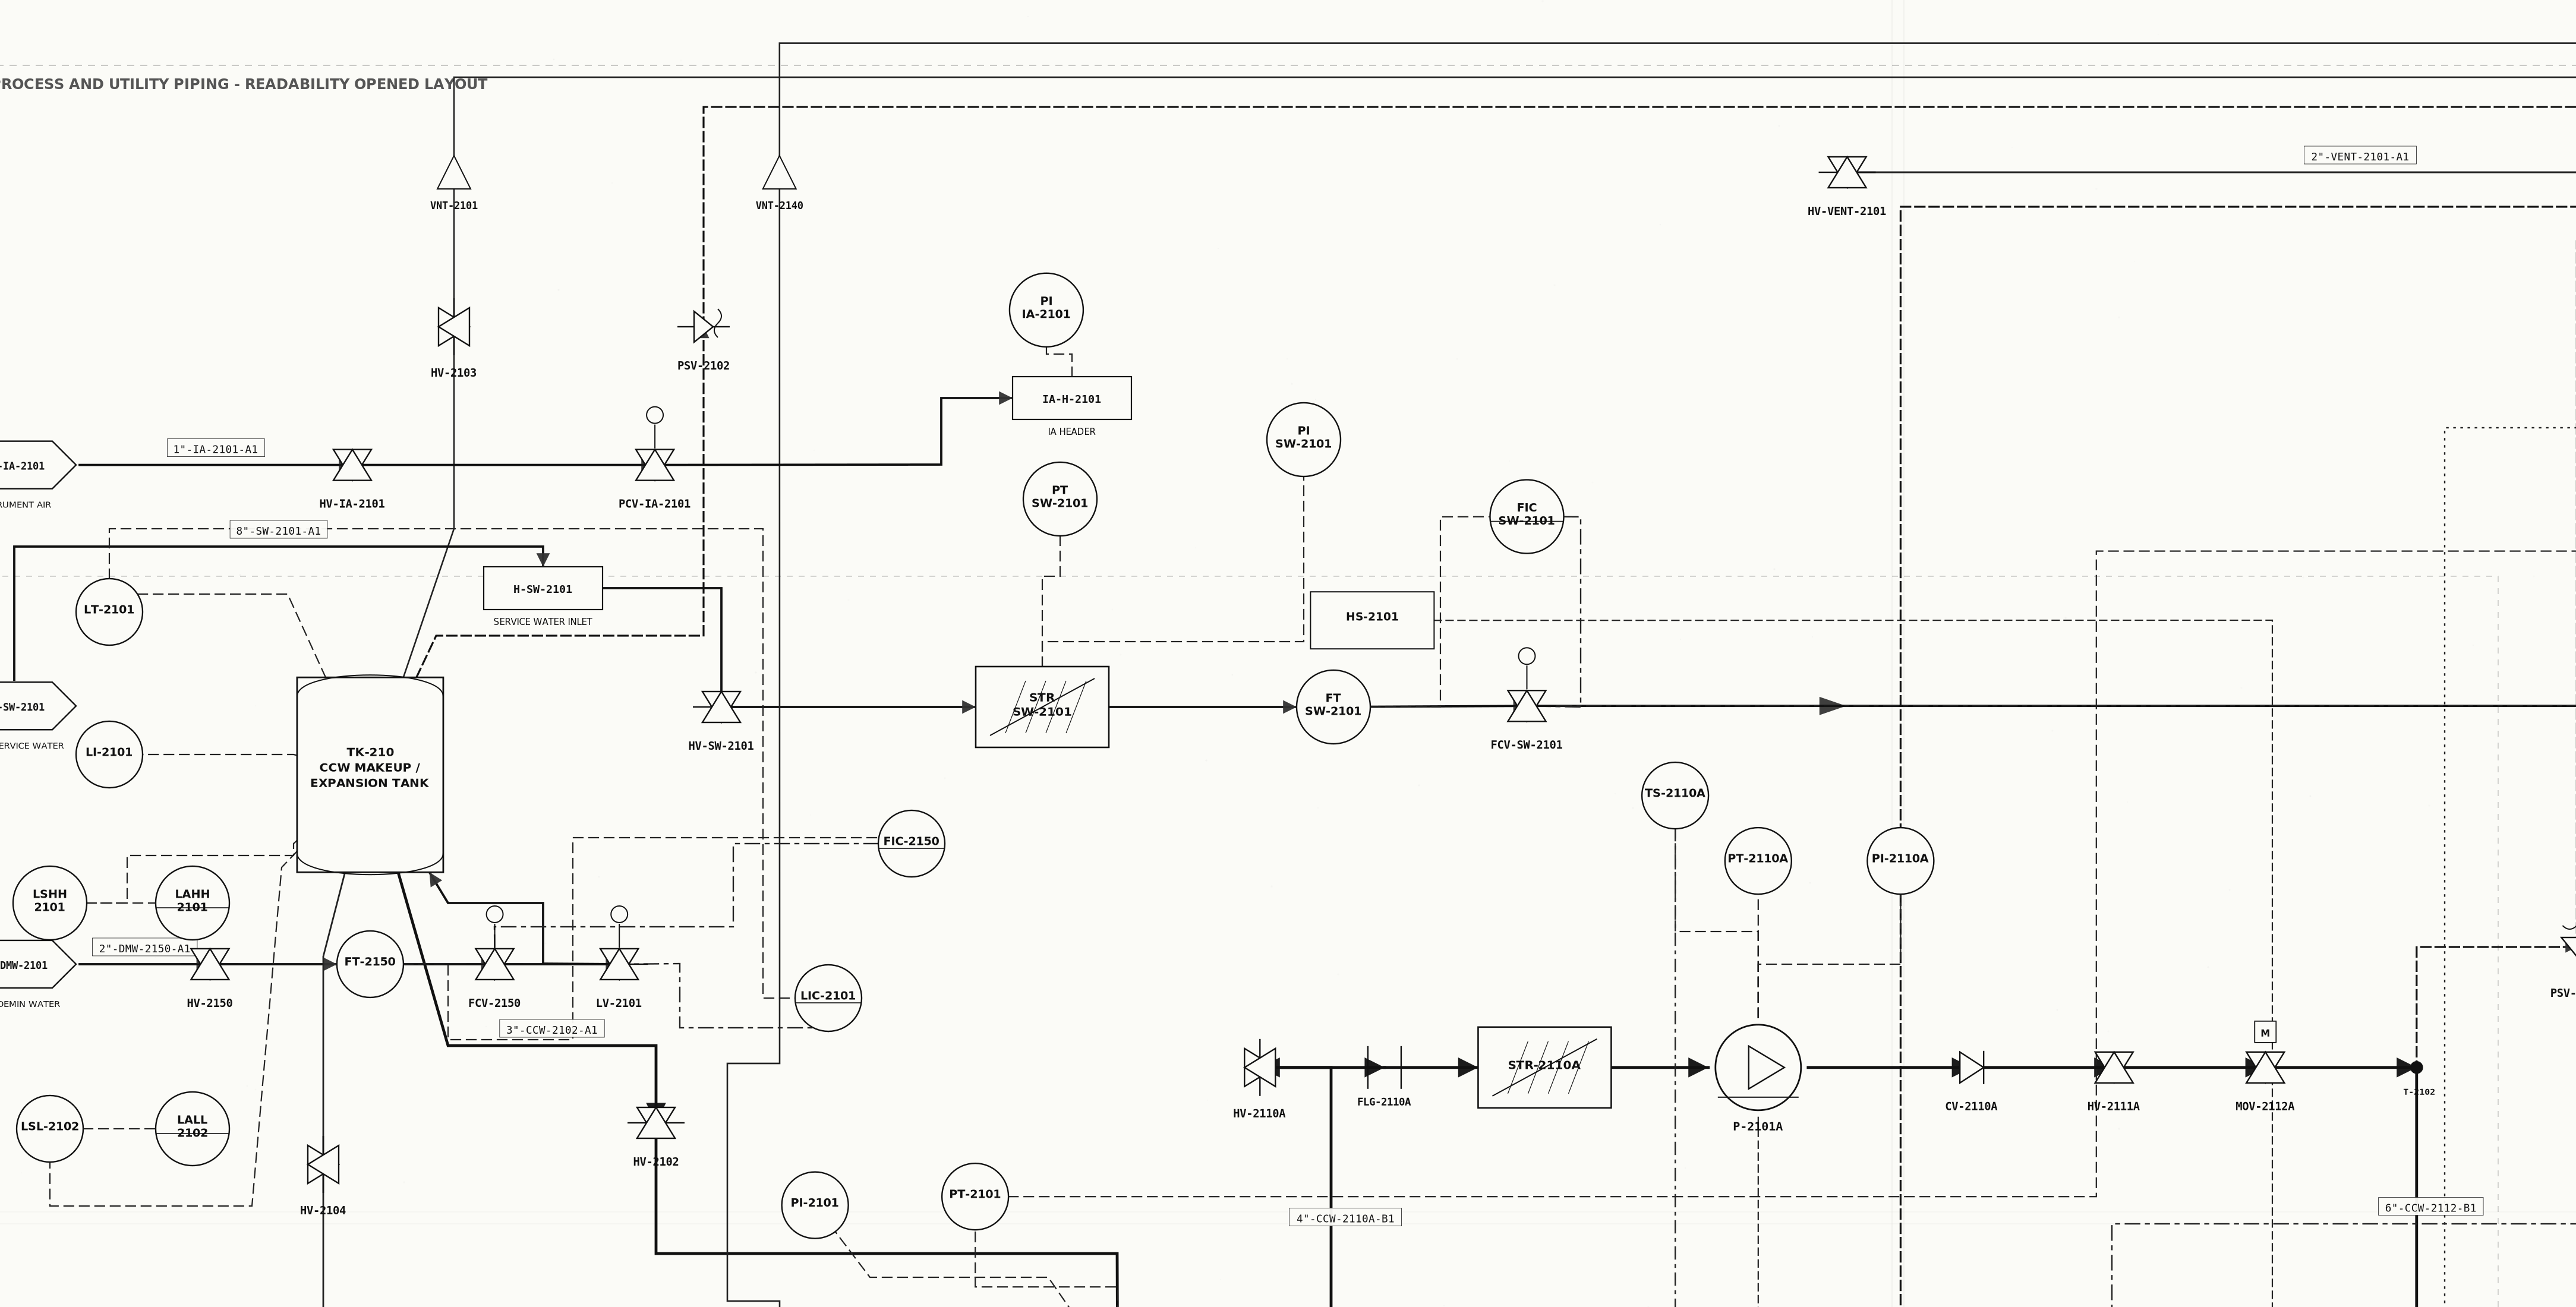 ROCESS AND UTILITY PIPING - READABILITY OPENED LAYOUT
2"-VENT-2101-A1
VNT-2101
VNT-2140
HV-VENT-2101
PI
IA-2101
HV-2103
PSV-2102
IA-H-2101
IA HEADER
1"-IA-2101-A1
-IA-2101
RUMENT AIR
HV-IA-2101
PCV-IA-2101
PI
SW-2101
PT
SW-2101
FIC
SW-2101
8"-SW-2101-A1
H-SW-2101
SERVICE WATER INLET
LT-2101
HS-2101
-SW-2101
ERVICE WATER
STR
SW-2101
FT
SW-2101
HV-SW-2101
FCV-SW-2101
LI-2101
TK-210
CCW MAKEUP /
EXPANSION TANK
TS-2110A
FIC-2150
PT-2110A
PI-2110A
LSHH
2101
LAHH
2101
2"-DMW-2150-A1
DMW-2101
DEMIN WATER
HV-2150
FT-2150
FCV-2150
LV-2101
LIC-2101
PSV-
3"-CCW-2102-A1
M
STR-2110A
HV-2110A
FLG-2110A
P-2101A
CV-2110A
HV-2111A
MOV-2112A
T-2102
LSL-2102
LALL
2102
HV-2102
HV-2104
PI-2101
PT-2101
4"-CCW-2110A-B1
6"-CCW-2112-B1